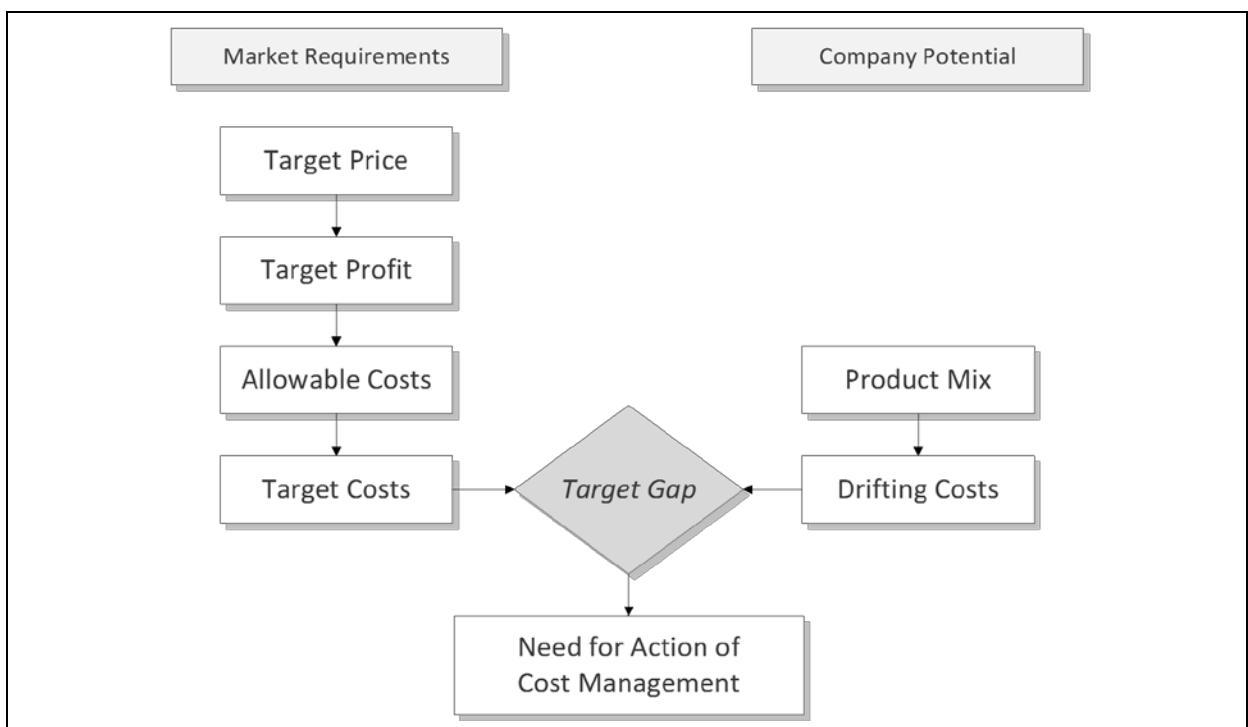 Market Requirements
Company Potential
Target Price
Target Profit
Allowable Costs
Product Mix
Target Costs
Target Gap
Drifting Costs
Need for Action of
Cost Management